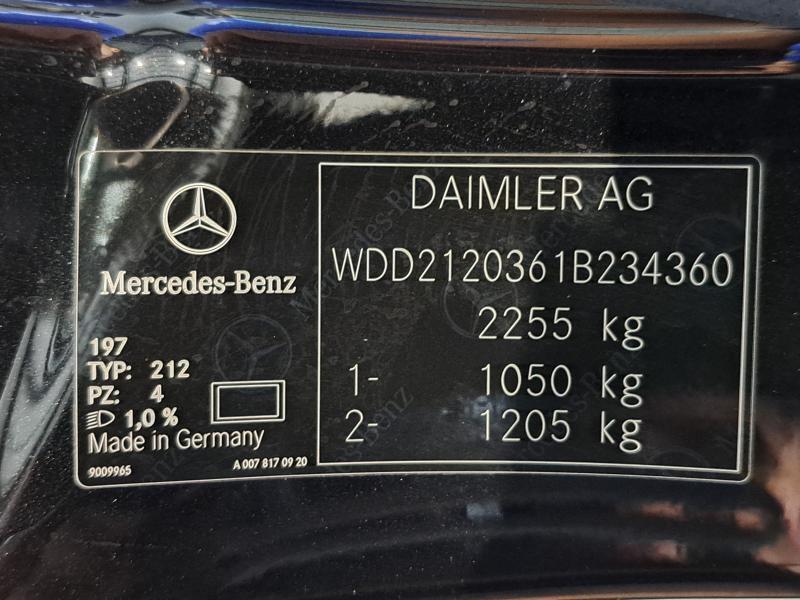 Mercedes-Benz
197
TYP: 212
PZ: 4
1,0 %
Made in Germany
9009965 A 007 817 09 20
DAIMLER AG
WDD2120361B234360
2255 kg
1- 1050 kg
2- 1205 kg